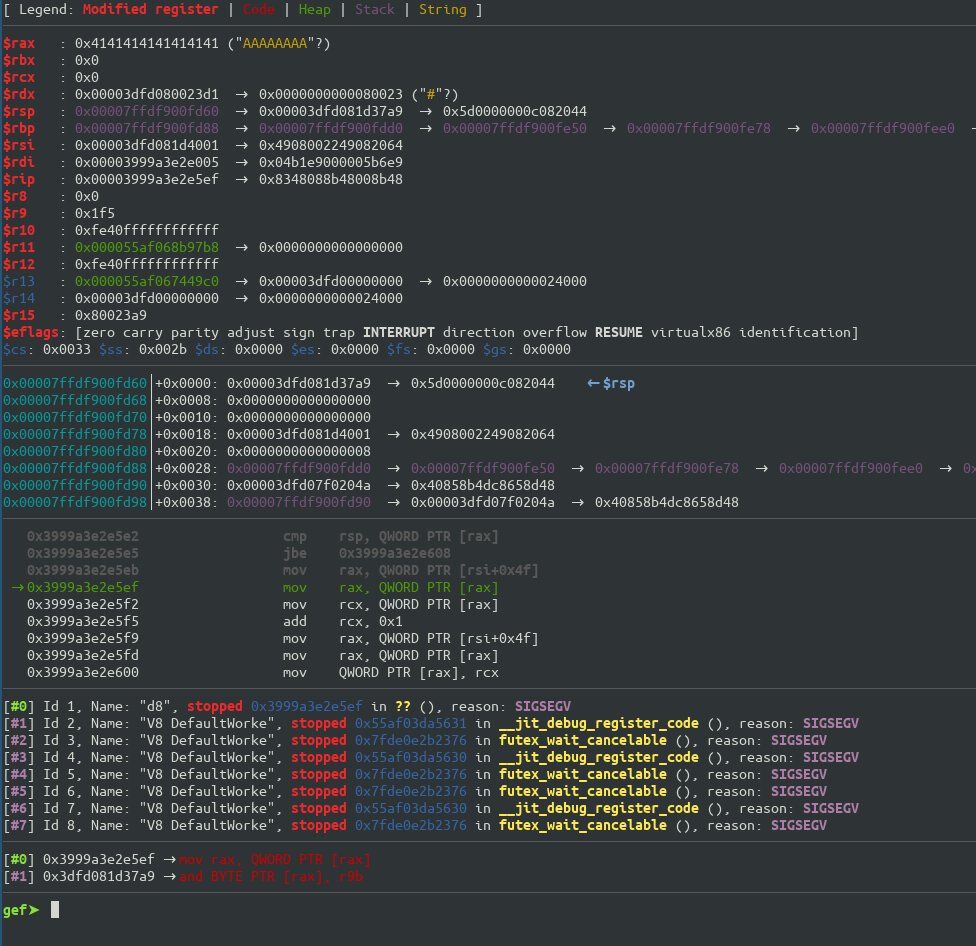 [ Legend: Modified register | Code | Heap | Stack | String ]
$rax   : 0x4141414141414141 ("AAAAAAAA"?)
$rbx   : 0x0
$rcx   : 0x0
$rdx   : 0x00003dfd080023d1  →  0x0000000000080023 ("#"?)
$rsp   : 0x00007ffdf900fd60  →  0x00003dfd081d37a9  →  0x5d0000000c082044
$rbp   : 0x00007ffdf900fd88  →  0x00007ffdf900fdd0  →  0x00007ffdf900fe50  →  0x00007ffdf900fe78  →  0x00007ffdf900fee0  →
$rsi   : 0x00003dfd081d4001  →  0x4908002249082064
$rdi   : 0x00003999a3e2e005  →  0x04b1e9000005b6e9
$rip   : 0x00003999a3e2e5ef  →  0x8348088b48008b48
$r8    : 0x0
$r9    : 0x1f5
$r10   : 0xfe40ffffffffffff
$r11   : 0x000055af068b97b8  →  0x0000000000000000
$r12   : 0xfe40ffffffffffff
$r13   : 0x000055af067449c0  →  0x00003dfd00000000  →  0x0000000000024000
$r14   : 0x00003dfd00000000  →  0x0000000000024000
$r15   : 0x80023a9
$eflags: [zero carry parity adjust sign trap INTERRUPT direction overflow RESUME virtualx86 identification]
$cs: 0x0033 $ss: 0x002b $ds: 0x0000 $es: 0x0000 $fs: 0x0000 $gs: 0x0000
0x00007ffdf900fd60│+0x0000: 0x00003dfd081d37a9  →  0x5d0000000c082044    ←$rsp
0x00007ffdf900fd68│+0x0008: 0x0000000000000000
0x00007ffdf900fd70│+0x0010: 0x0000000000000000
0x00007ffdf900fd78│+0x0018: 0x00003dfd081d4001  →  0x4908002249082064
0x00007ffdf900fd80│+0x0020: 0x0000000000000008
0x00007ffdf900fd88│+0x0028: 0x00007ffdf900fdd0  →  0x00007ffdf900fe50  →  0x00007ffdf900fe78  →  0x00007ffdf900fee0  →  0x
0x00007ffdf900fd90│+0x0030: 0x00003dfd07f0204a  →  0x40858b4dc8658d48
0x00007ffdf900fd98│+0x0038: 0x00007ffdf900fd90  →  0x00003dfd07f0204a  →  0x40858b4dc8658d48
0x3999a3e2e5e2                  cmp    rsp, QWORD PTR [rax]
0x3999a3e2e5e5                  jbe    0x3999a3e2e608
0x3999a3e2e5eb                  mov    rax, QWORD PTR [rsi+0x4f]
→0x3999a3e2e5ef                  mov    rax, QWORD PTR [rax]
0x3999a3e2e5f2                  mov    rcx, QWORD PTR [rax]
0x3999a3e2e5f5                  add    rcx, 0x1
0x3999a3e2e5f9                  mov    rax, QWORD PTR [rsi+0x4f]
0x3999a3e2e5fd                  mov    rax, QWORD PTR [rax]
0x3999a3e2e600                  mov    QWORD PTR [rax], rcx
[#0] Id 1, Name: "d8", stopped 0x3999a3e2e5ef in ?? (), reason: SIGSEGV
[#1] Id 2, Name: "V8 DefaultWorke", stopped 0x55af03da5631 in __jit_debug_register_code (), reason: SIGSEGV
[#2] Id 3, Name: "V8 DefaultWorke", stopped 0x7fde0e2b2376 in futex_wait_cancelable (), reason: SIGSEGV
[#3] Id 4, Name: "V8 DefaultWorke", stopped 0x55af03da5630 in __jit_debug_register_code (), reason: SIGSEGV
[#4] Id 5, Name: "V8 DefaultWorke", stopped 0x7fde0e2b2376 in futex_wait_cancelable (), reason: SIGSEGV
[#5] Id 6, Name: "V8 DefaultWorke", stopped 0x7fde0e2b2376 in futex_wait_cancelable (), reason: SIGSEGV
[#6] Id 7, Name: "V8 DefaultWorke", stopped 0x55af03da5630 in __jit_debug_register_code (), reason: SIGSEGV
[#7] Id 8, Name: "V8 DefaultWorke", stopped 0x7fde0e2b2376 in futex_wait_cancelable (), reason: SIGSEGV
[#0] 0x3999a3e2e5ef →mov rax, QWORD PTR [rax]
[#1] 0x3dfd081d37a9 →and BYTE PTR [rax], r9b
gef➤